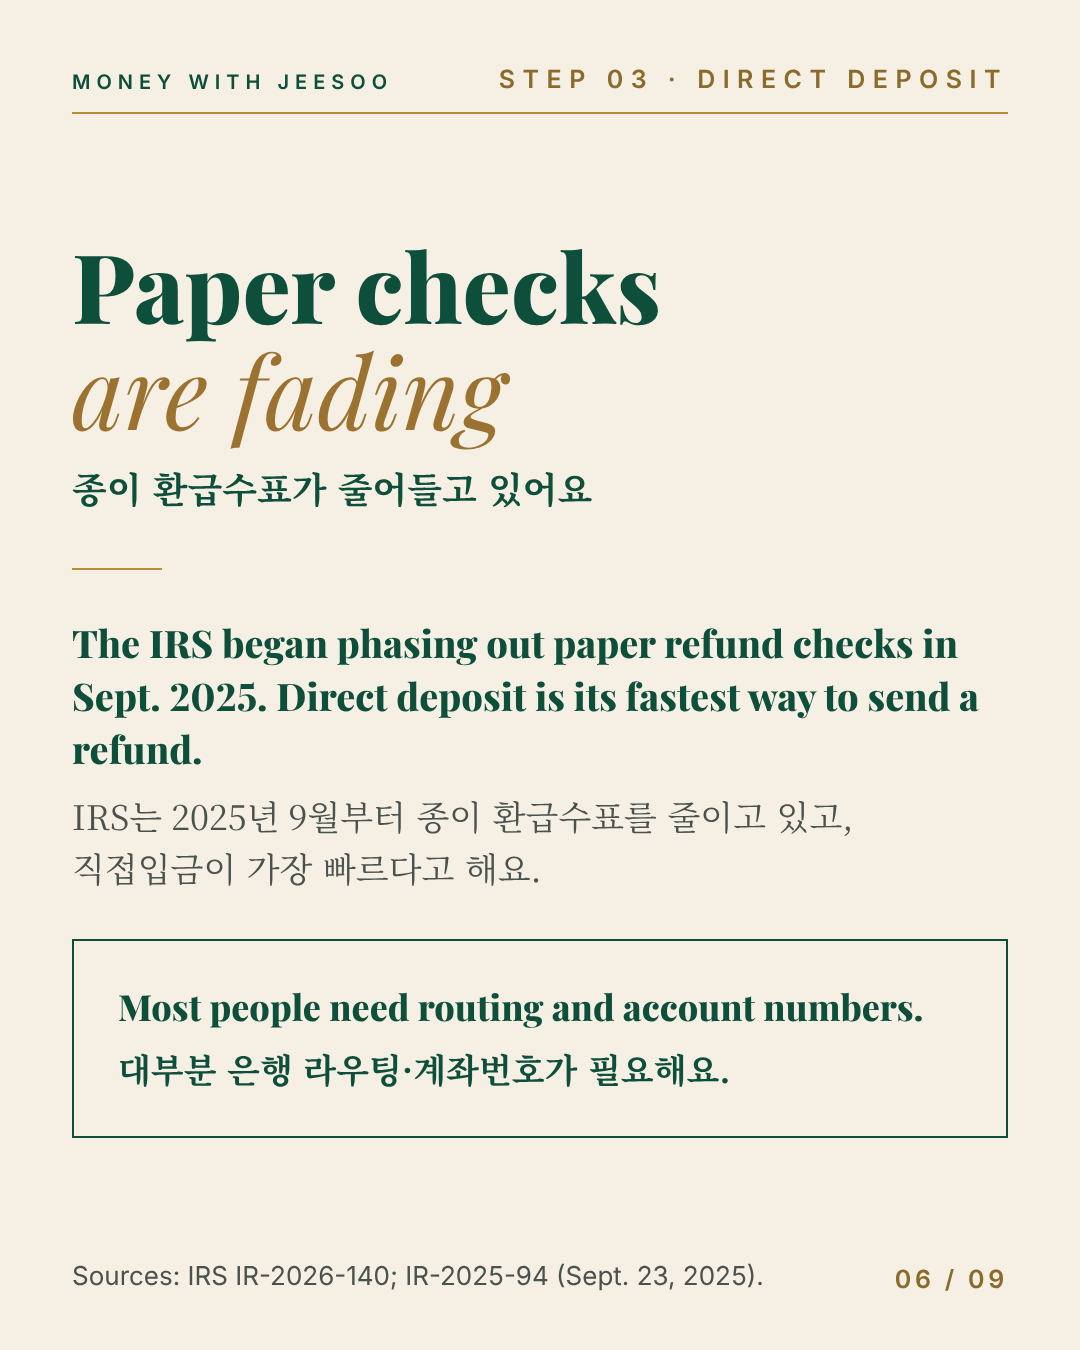 MONEY WITH JEESOO
STEP 03 · DIRECT DEPOSIT
Paper checks
are fading
종이 환급수표가 줄어들고 있어요
The IRS began phasing out paper refund checks in
Sept. 2025. Direct deposit is its fastest way to send a
refund.
IRS는 2025년 9월부터 종이 환급수표를 줄이고 있고,
직접입금이 가장 빠르다고 해요.
Most people need routing and account numbers.
대부분 은행 라우팅·계좌번호가 필요해요.
Sources: IRS IR-2026-140; IR-2025-94 (Sept. 23, 2025).
06 / 09